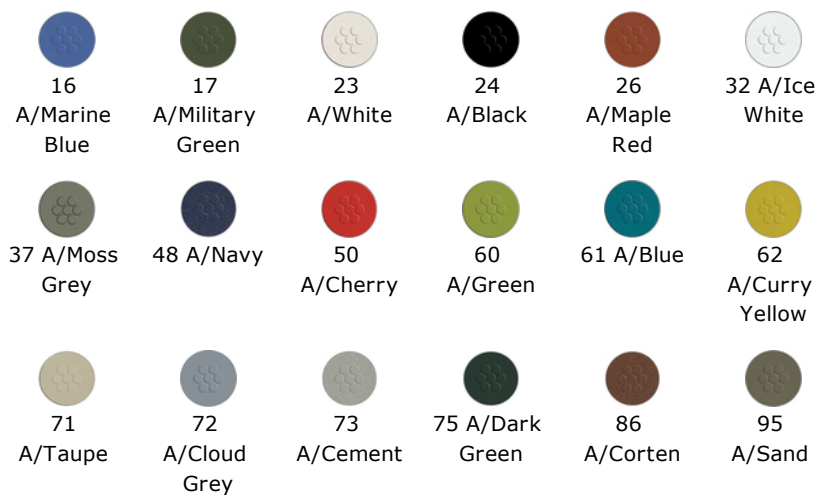 16
A/Marine
Blue
17
A/Military
Green
23
A/White
24
A/Black
26
A/Maple
Red
32 A/Ice
White
37 A/Moss
Grey
48 A/Navy
50
A/Cherry
60
A/Green
61 A/Blue
62
A/Curry
Yellow
71
A/Taupe
72
A/Cloud
Grey
73
A/Cement
75 A/Dark
Green
86
A/Corten
95
A/Sand